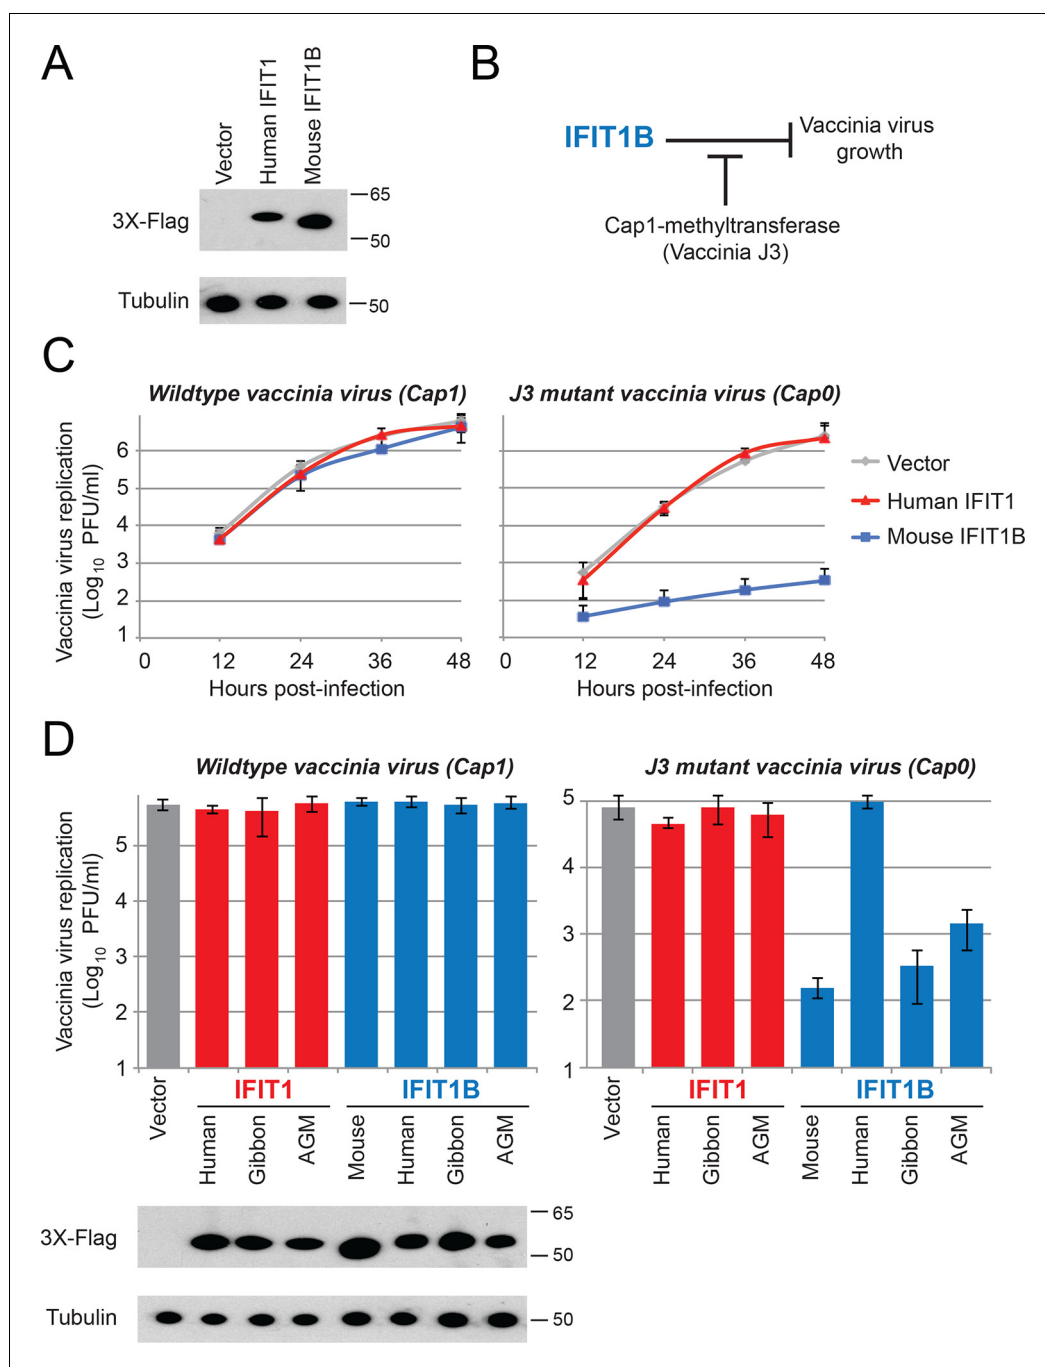 A
Vector
Human IFIT1
Mouse IFIT1B
3X-Flag
65
50
Tubulin
50
B
IFIT1B
Vaccinia virus
growth
Cap1-methyltransferase
(Vaccinia J3)
C
Wildtype vaccinia virus (Cap1)
Vaccinia virus replication
(Log10 PFU/ml)
6
5
4
3
2
1
0 12 24 36 48
Hours post-infection
J3 mutant vaccinia virus (Cap0)
0 12 24 36 48
Hours post-infection
Vector
Human IFIT1
Mouse IFIT1B
D
Wildtype vaccinia virus (Cap1)
Vaccinia virus replication
(Log10 PFU/ml)
5
4
3
2
1
Vector
IFIT1
Human
Gibbon
AGM
IFIT1B
Mouse
Human
Gibbon
AGM
J3 mutant vaccinia virus (Cap0)
5
4
3
2
1
Vector
IFIT1
Human
Gibbon
AGM
IFIT1B
Mouse
Human
Gibbon
AGM
3X-Flag
65
50
Tubulin
50